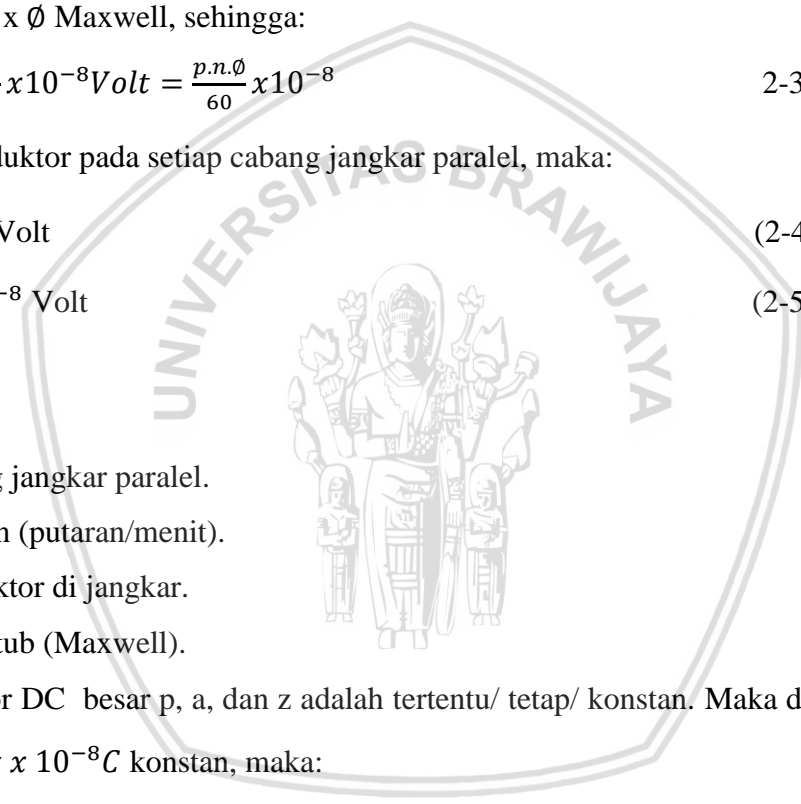 x Ø Maxwell, sehingga:
x10⁻⁸Volt = p.n.Ø/60 x10⁻⁸ 2-3
duktor pada setiap cabang jangkar paralel, maka:
Volt (2-4
⁻⁸ Volt (2-5
UNIVERSITAS BRAWIJAYA
g jangkar paralel.
n (putaran/menit).
ktor di jangkar.
tub (Maxwell).
or DC besar p, a, dan z adalah tertentu/ tetap/ konstan. Maka d
x 10⁻⁸C konstan, maka: